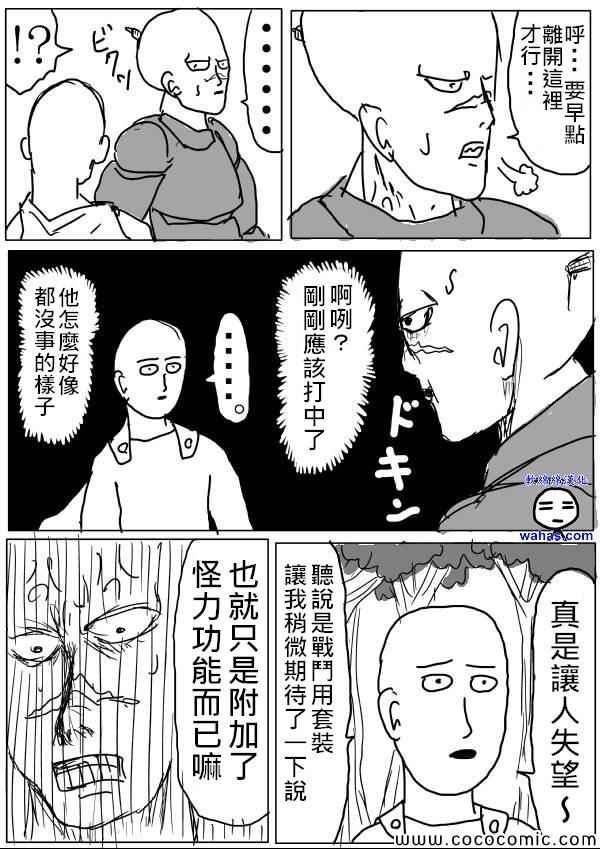 呼⋯要早點
離開這裡
才行⋯
⋯⋯
ビクッ
!?
啊咧?
剛剛應該打中了
ドキン
⋯⋯。
他怎麼好像
都沒事的樣子
wahas.com
真是讓人失望~
聽說是戰鬥用套裝
讓我稍微期待了一下說
也就只是附加了
怪力功能而已嘛
www.cococomic.com